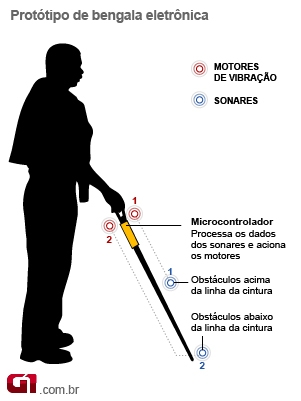 Protótipo de bengala eletrônica
MOTORES
DE VIBRAÇÃO
SONARES
1
2
Microcontrolador
Processa os dados
dos sonares e aciona
os motores
1
Obstáculos acima
da linha da cintura
Obstáculos abaixo
da linha da cintura
2
G1 .com.br